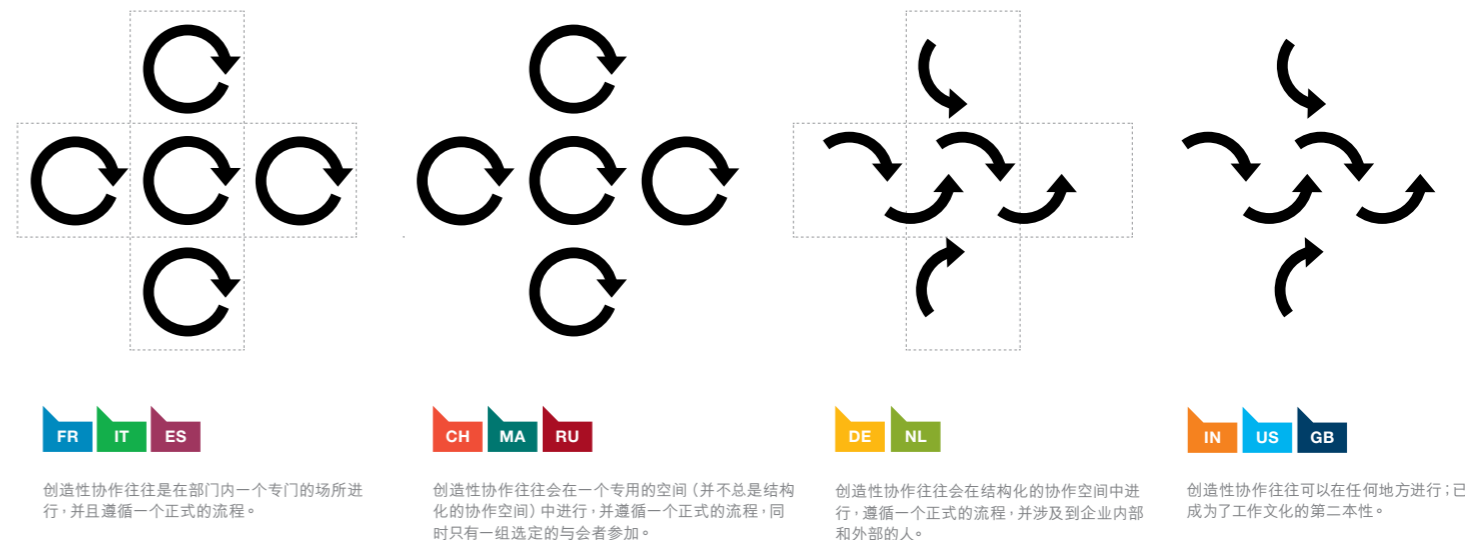 FR IT ES
创造性协作往往是在部门内一个专门的场所进
行,并且遵循一个正式的流程。
CH MA RU
创造性协作往往会在一个专用的空间(并不总是结构
化的协作空间)中进行,并遵循一个正式的流程,同
时只有一组选定的与会者参加。
DE NL
创造性协作往往会在结构化的协作空间中进
行,遵循一个正式的流程,并涉及到企业内部
和外部的人。
IN US GB
创造性协作往往可以在任何地方进行;已
成为了工作文化的第二本性。